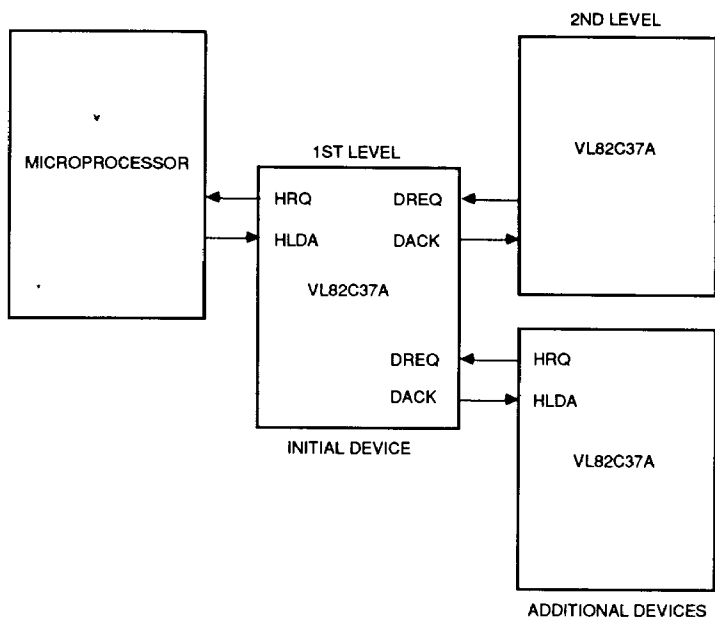 2ND LEVEL
MICROPROCESSOR
VL82C37A
1ST LEVEL
HRQ
DREQ
HLDA
DACK
VL82C37A
DREQ
HRQ
DACK
HLDA
INITIAL DEVICE
VL82C37A
ADDITIONAL DEVICES